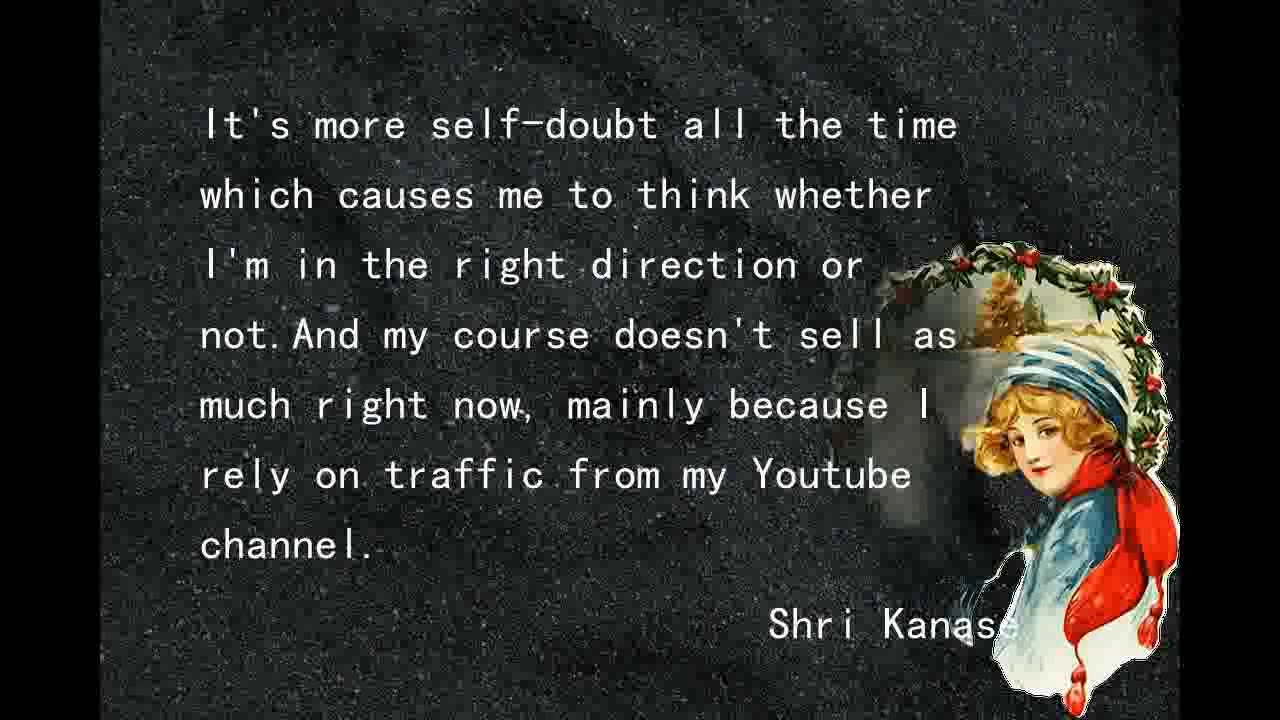 It's more self-doubt all the time
which causes me to think whether
I'm in the right direction or
not.And my course doesn't sell as
much right now, mainly because I
rely on traffic from my Youtube
channel.
Shri Kanase